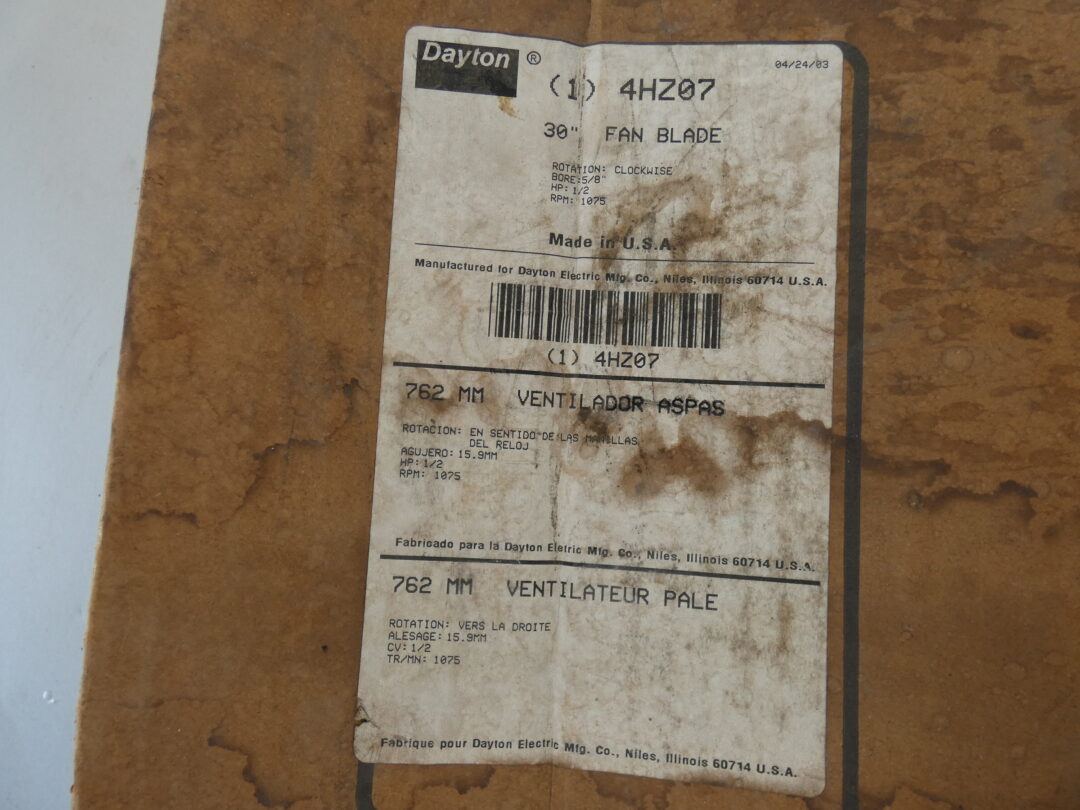 Dayton ®
04/24/03
(1) 4HZ07
30" FAN BLADE
ROTATION: CLOCKWISE
BORE:5/8"
HP: 1/2
RPM: 1075
Made in U.S.A.
Manufactured for Dayton Electric Mfg. Co., Niles, Illinois 60714 U.S.A.
(1) 4HZ07
762 MM VENTILADOR ASPAS
ROTACION: EN SENTIDO DE LAS MANILLAS
DEL RELOJ
AGUJERO: 15.9MM
HP: 1/2
RPM: 1075
Fabricado para la Dayton Eletric Mfg. Co., Niles, Illinois 60714 U.S.A.
762 MM VENTILATEUR PALE
ROTATION: VERS LA DROITE
ALESAGE: 15.9MM
CV: 1/2
TR/MN: 1075
Fabrique pour Dayton Electric Mfg. Co., Niles, Illinois 60714 U.S.A.